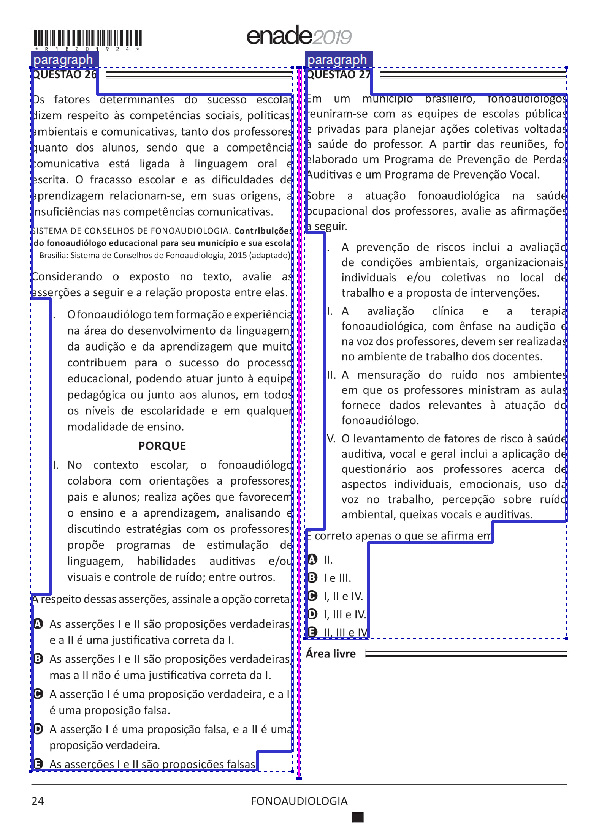 enade2019
*R1620192​4*
paragraph
QUESTÃO 26
Os fatores determinantes do sucesso escolar
dizem respeito às competências sociais, políticas,
ambientais e comunicativas, tanto dos professores
quanto dos alunos, sendo que a competência
comunicativa está ligada à linguagem oral e
escrita. O fracasso escolar e as dificuldades de
aprendizagem relacionam-se, em suas origens, a
insuficiências nas competências comunicativas.
SISTEMA DE CONSELHOS DE FONOAUDIOLOGIA. Contribuições
do fonoaudiólogo educacional para seu município e sua escola.
Brasília: Sistema de Conselhos de Fonoaudiologia, 2015 (adaptado).
Considerando o exposto no texto, avalie as
asserções a seguir e a relação proposta entre elas.
I. O fonoaudiólogo tem formação e experiência
na área do desenvolvimento da linguagem,
da audição e da aprendizagem que muito
contribuem para o sucesso do processo
educacional, podendo atuar junto à equipe
pedagógica ou junto aos alunos, em todos
os níveis de escolaridade e em qualquer
modalidade de ensino.
PORQUE
II. No contexto escolar, o fonoaudiólogo
colabora com orientações a professores,
pais e alunos; realiza ações que favorecem
o ensino e a aprendizagem, analisando e
discutindo estratégias com os professores;
propõe programas de estimulação de
linguagem, habilidades auditivas e/ou
visuais e controle de ruído; entre outros.
A respeito dessas asserções, assinale a opção correta.
A As asserções I e II são proposições verdadeiras,
e a II é uma justificativa correta da I.
B As asserções I e II são proposições verdadeiras,
mas a II não é uma justificativa correta da I.
C A asserção I é uma proposição verdadeira, e a II
é uma proposição falsa.
D A asserção I é uma proposição falsa, e a II é uma
proposição verdadeira.
E As asserções I e II são proposições falsas.
paragraph
QUESTÃO 27
Em um município brasileiro, fonoaudiólogos
reuniram-se com as equipes de escolas públicas
e privadas para planejar ações coletivas voltadas
à saúde do professor. A partir das reuniões, foi
elaborado um Programa de Prevenção de Perdas
Auditivas e um Programa de Prevenção Vocal.
Sobre a atuação fonoaudiológica na saúde
ocupacional dos professores, avalie as afirmações
a seguir.
I. A prevenção de riscos inclui a avaliação
de condições ambientais, organizacionais,
individuais e/ou coletivas no local de
trabalho e a proposta de intervenções.
II. A avaliação clínica e a terapia
fonoaudiológica, com ênfase na audição e
na voz dos professores, devem ser realizadas
no ambiente de trabalho dos docentes.
III. A mensuração do ruído nos ambientes
em que os professores ministram as aulas
fornece dados relevantes à atuação do
fonoaudiólogo.
IV. O levantamento de fatores de risco à saúde
auditiva, vocal e geral inclui a aplicação de
questionário aos professores acerca de
aspectos individuais, emocionais, uso da
voz no trabalho, percepção sobre ruído
ambiental, queixas vocais e auditivas.
É correto apenas o que se afirma em
A II.
B I e III.
C I, II e IV.
D I, III e IV.
E II, III e IV.
Área livre
24
FONOAUDIOLOGIA